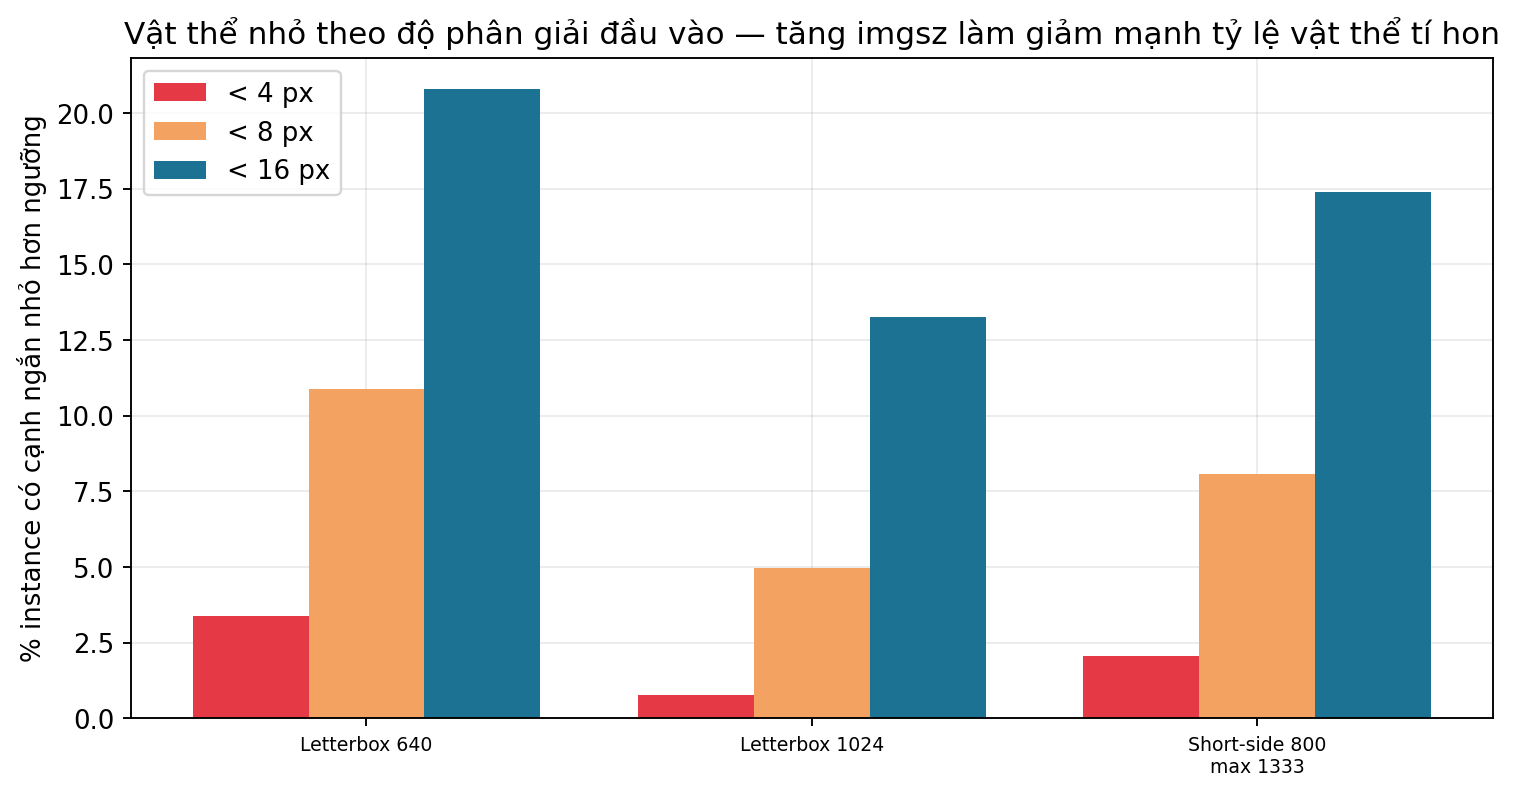 Vật thể nhỏ theo độ phân giải đầu vào — tăng imgsz làm giảm mạnh tỷ lệ vật thể tí hon
< 4 px
< 8 px
< 16 px
% instance có cạnh ngắn nhỏ hơn ngưỡng
20.0
17.5
15.0
12.5
10.0
7.5
5.0
2.5
0.0
Letterbox 640
Letterbox 1024
Short-side 800
max 1333